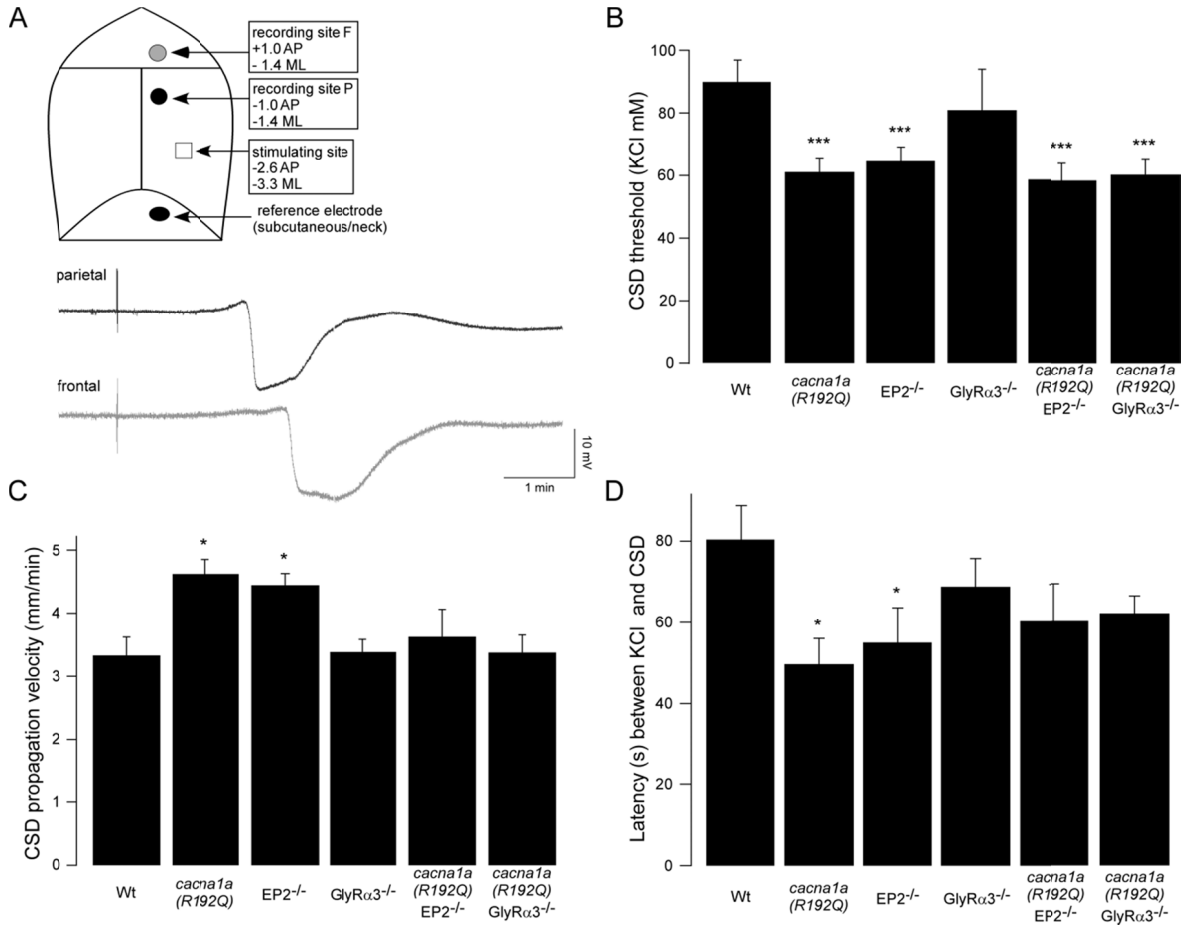 A
recording site F
+1.0 AP
- 1.4 ML
recording site P
-1.0 AP
-1.4 ML
stimulating site
-2.6 AP
-3.3 ML
reference electrode
(subcutaneous/neck)
parietal
frontal
10 mV
1 min
B
CSD threshold (KCl mM)
100
80
60
40
20
0
***
***
***
***
Wt
cacna1a
(R192Q)
EP2-/-
GlyRα3-/-
cacna1a
(R192Q)
EP2-/-
cacna1a
(R192Q)
GlyRα3-/-
C
CSD propagation velocity (mm/min)
5
4
3
2
1
0
*
*
Wt
cacna1a
(R192Q)
EP2-/-
GlyRα3-/-
cacna1a
(R192Q)
EP2-/-
cacna1a
(R192Q)
GlyRα3-/-
D
Latency (s) between KCl and CSD
80
60
40
20
0
*
*
Wt
cacna1a
(R192Q)
EP2-/-
GlyRα3-/-
cacna1a
(R192Q)
EP2-/-
cacna1a
(R192Q)
GlyRα3-/-